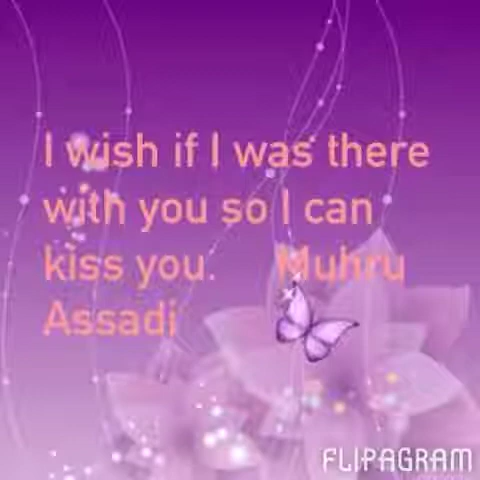 I wish if I was there
with you so I can
kiss you. Muhru
Assadi
FLIPAGRAM